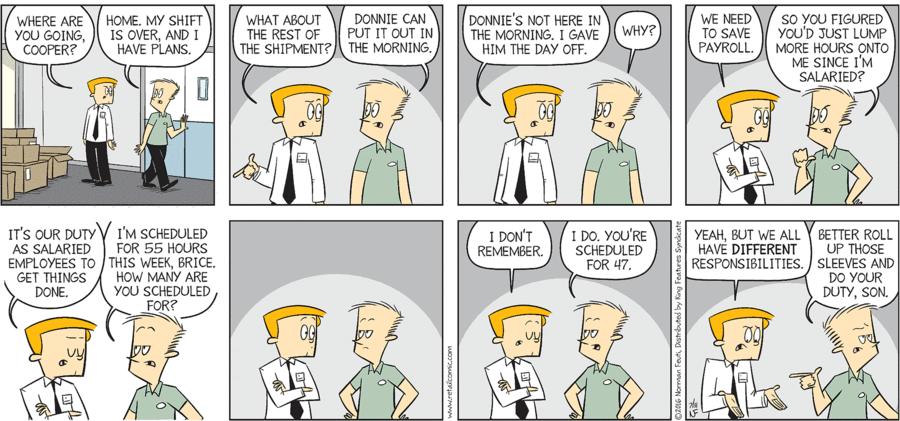 WHERE ARE
YOU GOING,
COOPER?
HOME. MY SHIFT
IS OVER, AND I
HAVE PLANS.
WHAT ABOUT
THE REST OF
THE SHIPMENT?
DONNIE CAN
PUT IT OUT IN
THE MORNING.
DONNIE'S NOT HERE IN
THE MORNING. I GAVE
HIM THE DAY OFF.
WHY?
WE NEED
TO SAVE
PAYROLL.
SO YOU FIGURED
YOU'D JUST LUMP
MORE HOURS ONTO
ME SINCE I'M
SALARIED?
IT'S OUR DUTY
AS SALARIED
EMPLOYEES TO
GET THINGS
DONE.
I'M SCHEDULED
FOR 55 HOURS
THIS WEEK, BRICE.
HOW MANY ARE
YOU SCHEDULED
FOR?
www.retailcomic.com
I DON'T
REMEMBER.
I DO. YOU'RE
SCHEDULED
FOR 47.
©2016 Norman Feuti, Distributed by King Features Syndicate
YEAH, BUT WE ALL
HAVE DIFFERENT
RESPONSIBILITIES.
BETTER ROLL
UP THOSE
SLEEVES AND
DO YOUR
DUTY, SON.
NF